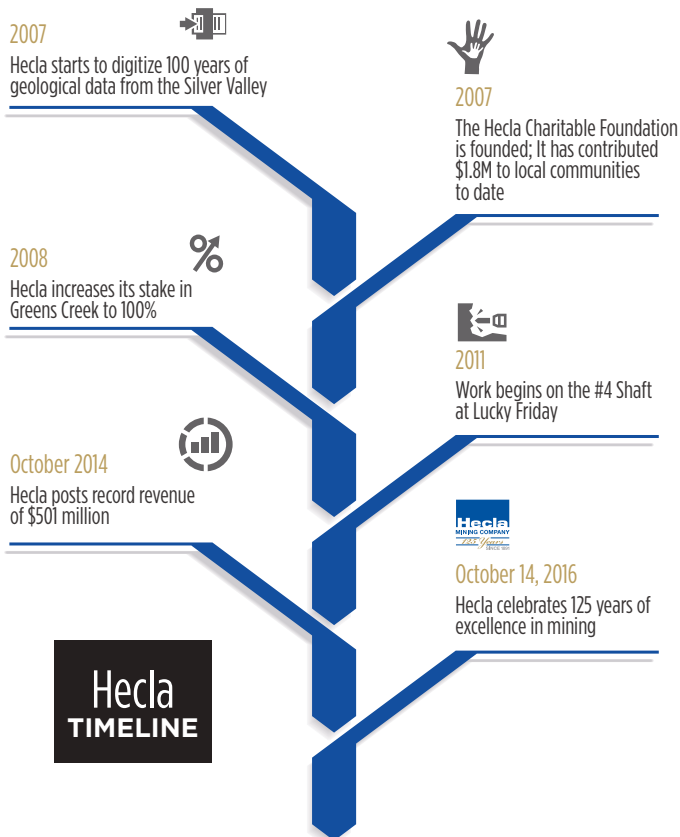 2007
Hecla starts to digitize 100 years of
geological data from the Silver Valley
2007
The Hecla Charitable Foundation
is founded; It has contributed
$1.8M to local communities
to date
2008
Hecla increases its stake in
Greens Creek to 100%
2011
Work begins on the #4 Shaft
at Lucky Friday
October 2014
Hecla posts record revenue
of $501 million
Hecla
MINING COMPANY
125 Years
SINCE 1891
October 14, 2016
Hecla celebrates 125 years of
excellence in mining
Hecla
TIMELINE